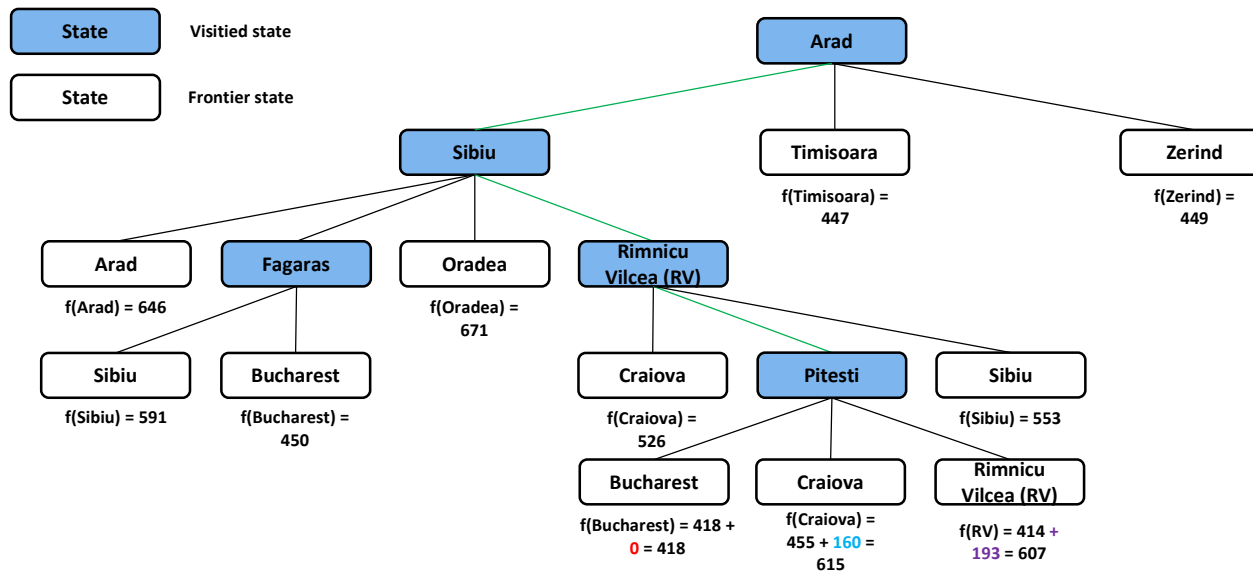 State
Visitied state
Arad
State
Frontier state
Sibiu
Timisoara
Zerind
f(Timisoara) =
447
f(Zerind) =
449
Arad
Fagaras
Oradea
Rimnicu
Vilcea (RV)
f(Arad) = 646
f(Oradea) =
671
Sibiu
Bucharest
Craiova
Pitesti
Sibiu
f(Sibiu) = 591
f(Bucharest) =
450
f(Craiova) =
526
f(Sibiu) = 553
Bucharest
Craiova
Rimnicu
Vilcea (RV)
f(Bucharest) = 418 +
0 = 418
f(Craiova) =
455 + 160 =
615
f(RV) = 414 +
193 = 607